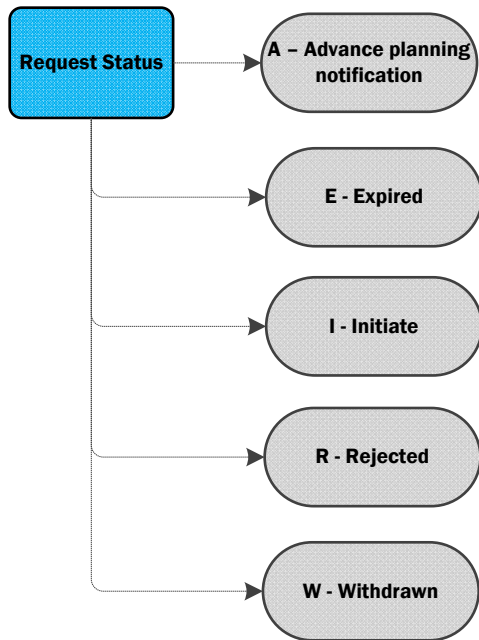 Request Status
A – Advance planning
notification
E - Expired
I - Initiate
R - Rejected
W - Withdrawn